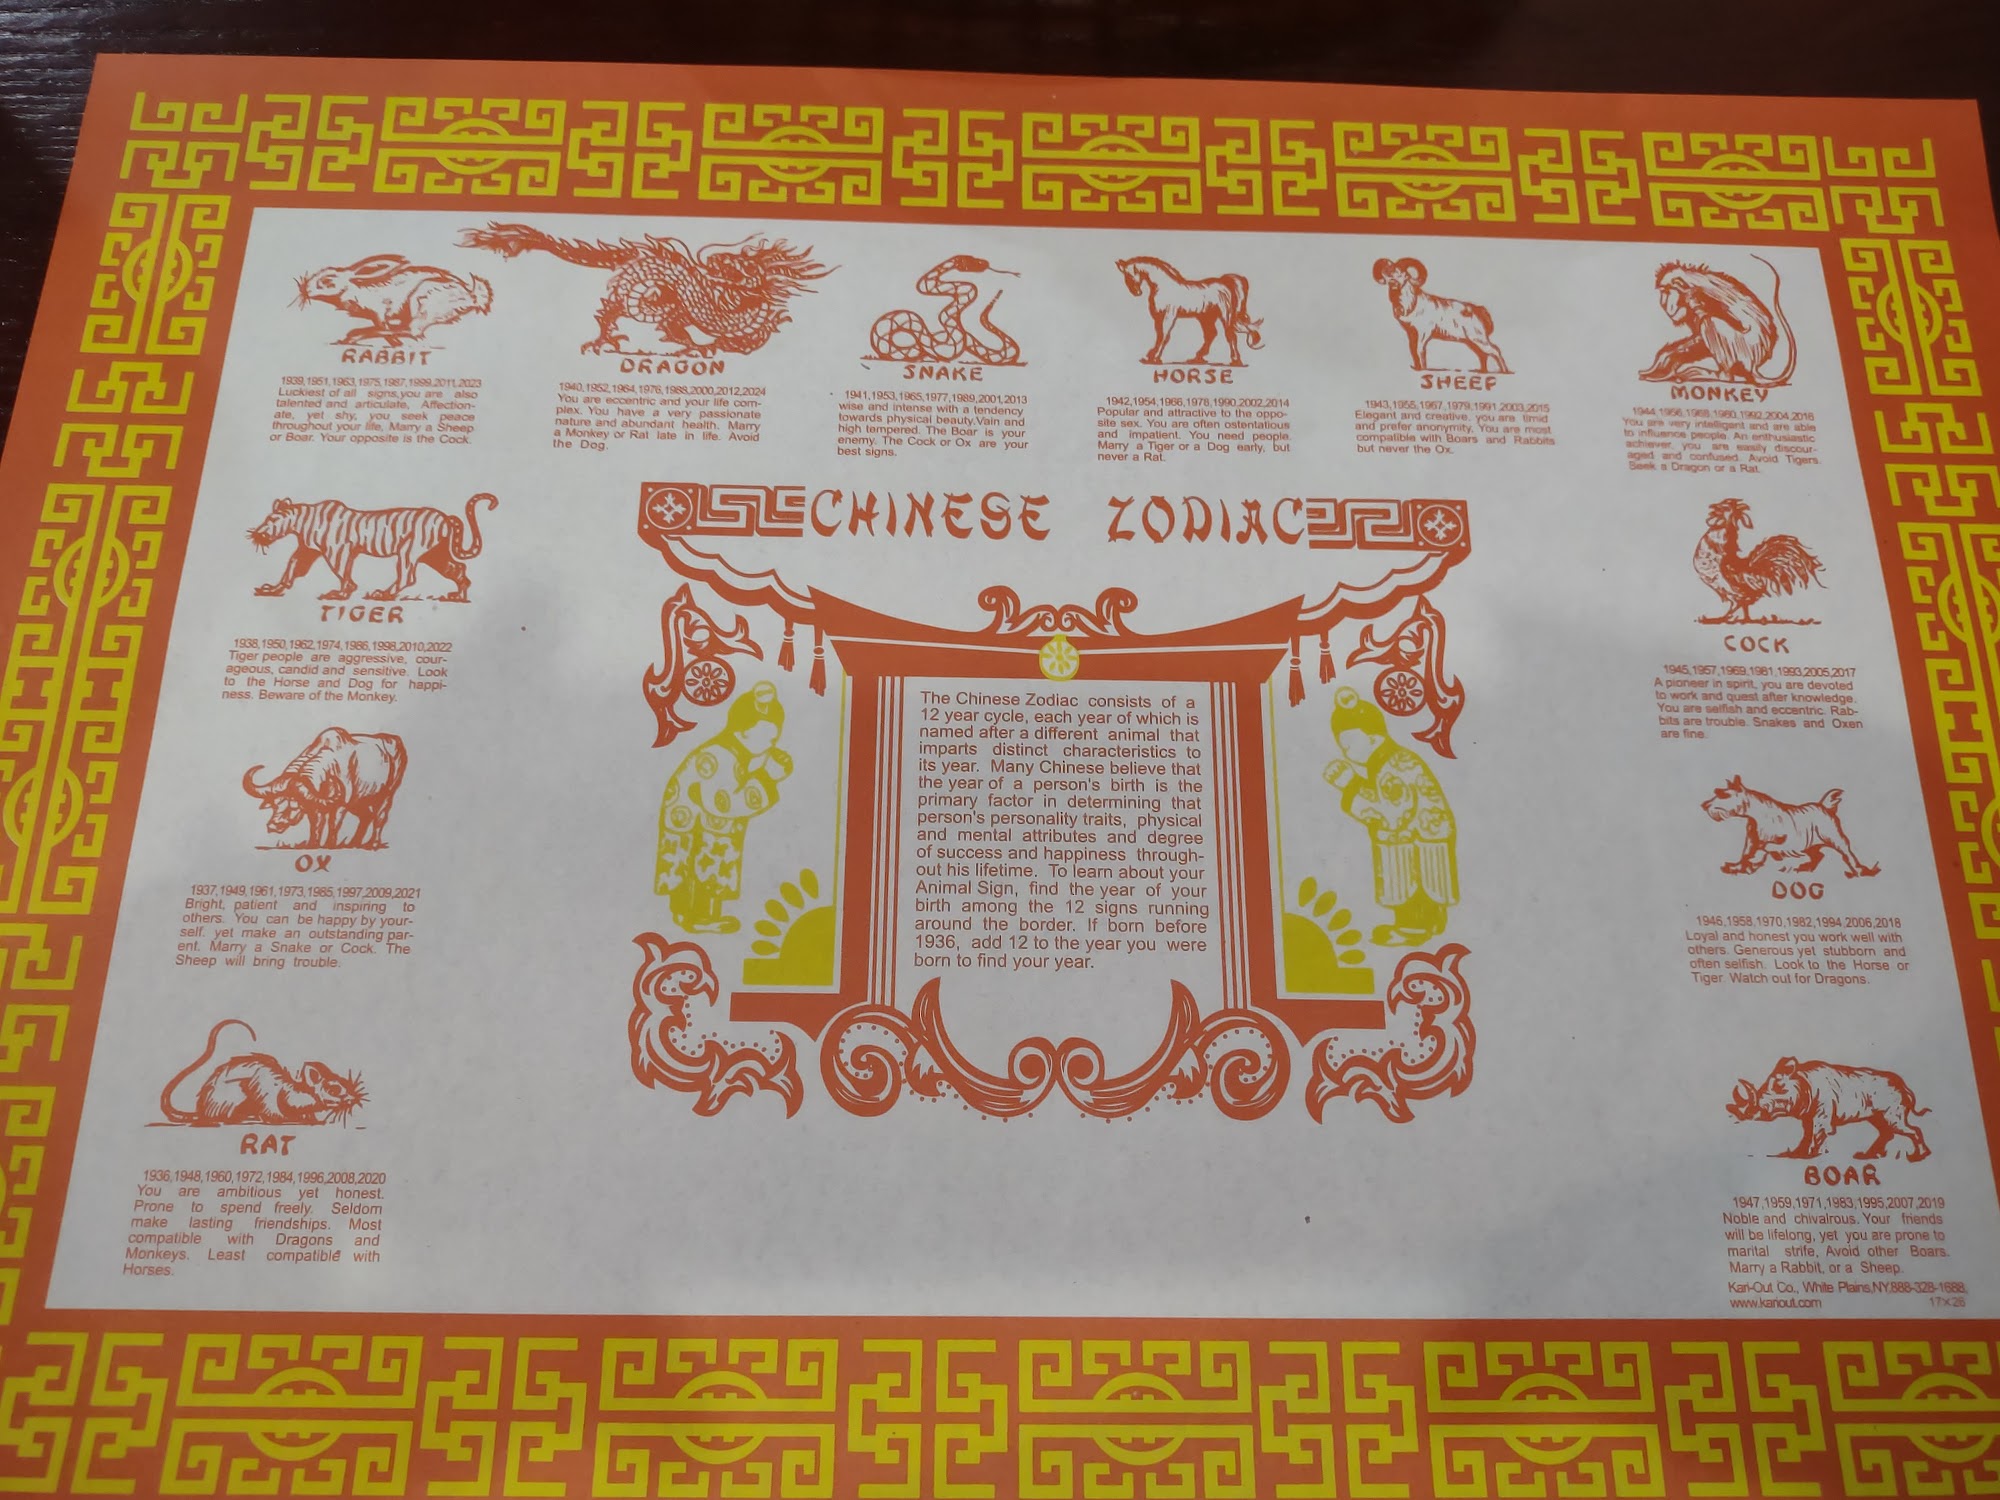 RABBIT
1939,1951,1963,1975,1987,1999,2011,2023
Luckiest of all signs,you are also
talented and articulate, Affection-
ate, yet shy, you seek peace
throughout your life, Marry a Sheep
or Boar. Your opposite is the Cock.
DRAGON
1940,1952,1964,1976,1988,2000,2012,2024
You are eccentric and your life com-
plex. You have a very passionate
nature and abundant health. Marry
a Monkey or Rat late in life. Avoid
the Dog.
SNAKE
1941,1953,1965,1977,1989,2001,2013
wise and intense with a tendency
towards physical beauty.Vain and
high tempered. The Boar is your
enemy. The Cock or Ox are your
best signs.
HORSE
1942,1954,1966,1978,1990,2002,2014
Popular and attractive to the oppo-
site sex. You are often ostentatious
and impatient. You need people.
Marry a Tiger or a Dog early, but
never a Rat.
SHEEP
1943,1955,1967,1979,1991,2003,2015
Elegant and creative, you are timid
and prefer anonymity. You are most
compatible with Boars and Rabbits
but never the Ox.
MONKEY
1944,1956,1968,1980,1992,2004,2016
You are very intelligent and are able
to influence people. An enthusiastic
achiever, you are easily discour-
aged and confused. Avoid Tigers.
Seek a Dragon or a Rat.
TIGER
1938,1950,1962,1974,1986,1998,2010,2022
Tiger people are aggressive, cour-
ageous, candid and sensitive. Look
to the Horse and Dog for happi-
ness. Beware of the Monkey.
CHINESE ZODIAC
COCK
1945,1957,1969,1981,1993,2005,2017
A pioneer in spirit, you are devoted
to work and quest after knowledge.
You are selfish and eccentric. Rab-
bits are trouble. Snakes and Oxen
are fine.
OX
1937,1949,1961,1973,1985,1997,2009,2021
Bright, patient and inspiring to
others. You can be happy by your-
self. yet make an outstanding par-
ent. Marry a Snake or Cock. The
Sheep will bring trouble.
The Chinese Zodiac consists of a
12 year cycle, each year of which is
named after a different animal that
imparts distinct characteristics to
its year. Many Chinese believe that
the year of a person's birth is the
primary factor in determining that
person's personality traits, physical
and mental attributes and degree
of success and happiness through-
out his lifetime. To learn about your
Animal Sign, find the year of your
birth among the 12 signs running
around the border. If born before
1936, add 12 to the year you were
born to find your year.
DOG
1946,1958,1970,1982,1994,2006,2018
Loyal and honest you work well with
others. Generous yet stubborn and
often selfish. Look to the Horse or
Tiger. Watch out for Dragons.
RAT
1936,1948,1960,1972,1984,1996,2008,2020
You are ambitious yet honest.
Prone to spend freely. Seldom
make lasting friendships. Most
compatible with Dragons and
Monkeys. Least compatible with
Horses.
BOAR
1947,1959,1971,1983,1995,2007,2019
Noble and chivalrous. Your friends
will be lifelong, yet you are prone to
marital strife, Avoid other Boars.
Marry a Rabbit, or a Sheep.
Kari-Out Co., White Plains,NY,888-328-1688,
www.kariout.com 17×26